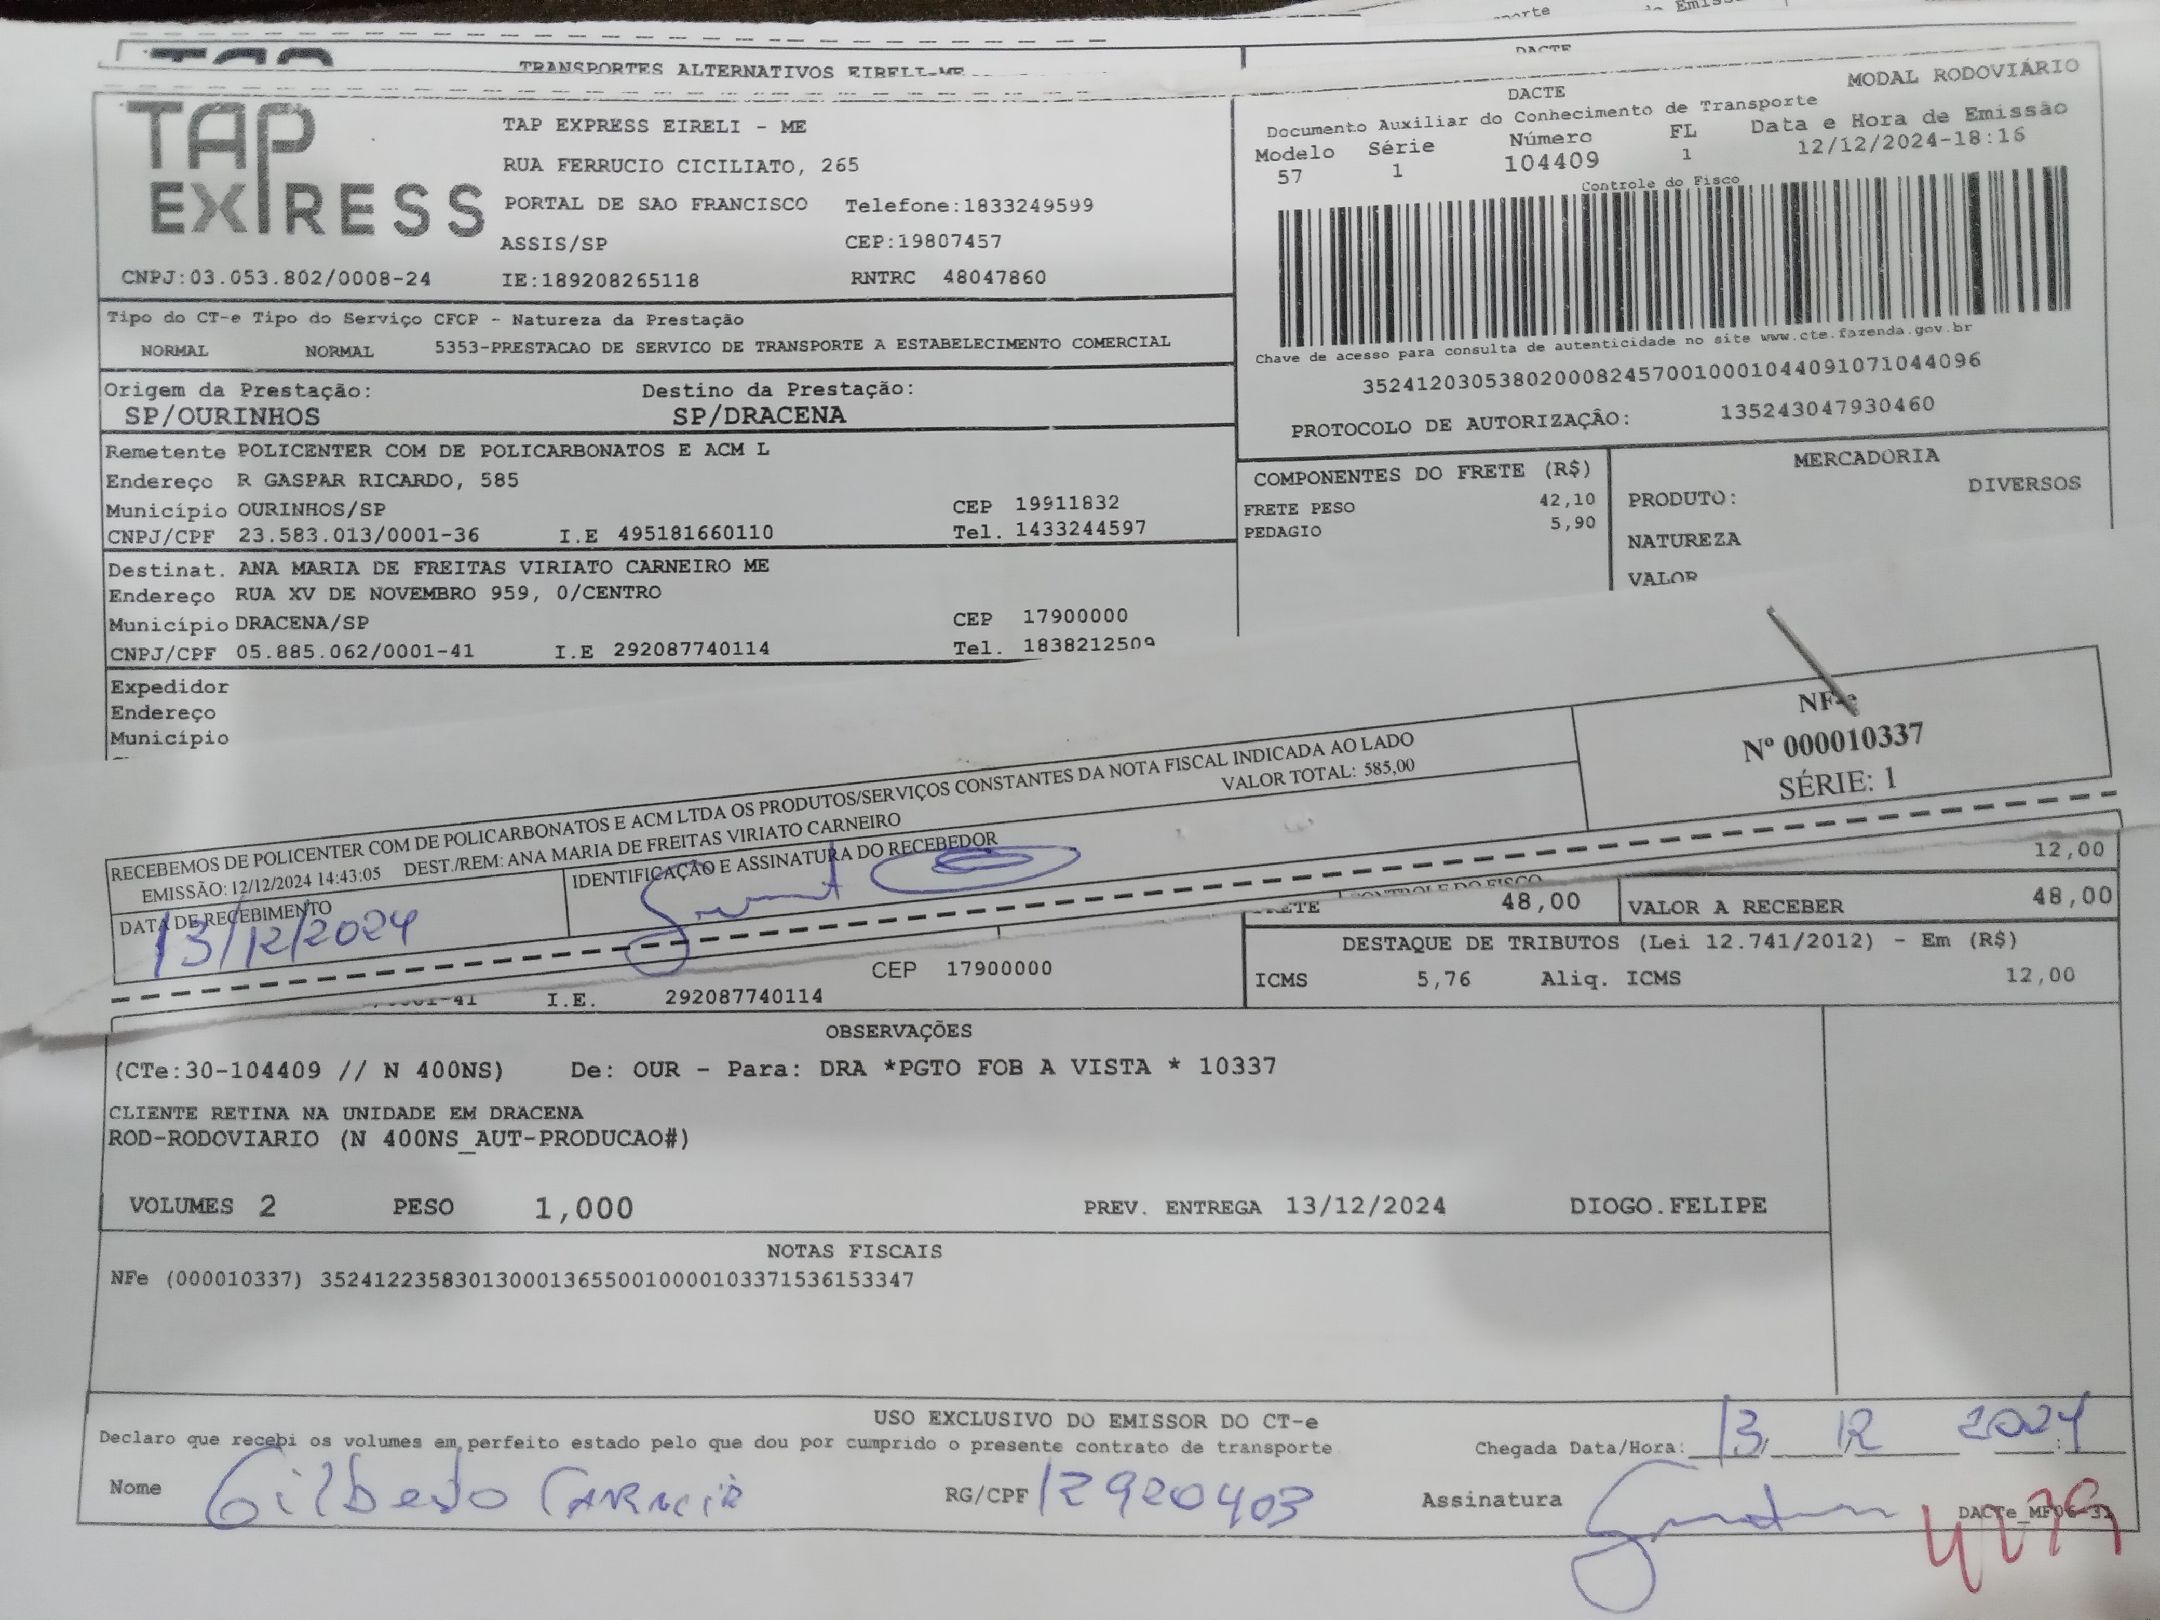 TRANSPORTES ALTERNATIVOS EIRELI-ME
DACTE
TAP EXPRESS
TAP EXPRESS EIRELI - ME
RUA FERRUCIO CICILIATO, 265
PORTAL DE SAO FRANCISCO Telefone:1833249599
ASSIS/SP CEP:19807457
CNPJ:03.053.802/0008-24 IE:189208265118 RNTRC 48047860
MODAL RODOVIÁRIO
DACTE
Documento Auxiliar do Conhecimento de Transporte
Modelo Série Número FL Data e Hora de Emissão
57 1 104409 1 12/12/2024-18:16
Controle do Fisco
Chave de acesso para consulta de autenticidade no site www.cte.fazenda.gov.br
35241203053802000824570010001044091071044096
PROTOCOLO DE AUTORIZAÇÃO: 135243047930460
Tipo do CT-e Tipo do Serviço CFOP - Natureza da Prestação
NORMAL NORMAL 5353-PRESTACAO DE SERVICO DE TRANSPORTE A ESTABELECIMENTO COMERCIAL
Origem da Prestação: Destino da Prestação:
SP/OURINHOS SP/DRACENA
Remetente POLICENTER COM DE POLICARBONATOS E ACM L
Endereço R GASPAR RICARDO, 585
Município OURINHOS/SP CEP 19911832
CNPJ/CPF 23.583.013/0001-36 I.E 495181660110 Tel. 1433244597
Destinat. ANA MARIA DE FREITAS VIRIATO CARNEIRO ME
Endereço RUA XV DE NOVEMBRO 959, 0/CENTRO
Município DRACENA/SP CEP 17900000
CNPJ/CPF 05.885.062/0001-41 I.E 292087740114 Tel. 1838212509
Expedidor
Endereço
Município
COMPONENTES DO FRETE (R$)
FRETE PESO 42,10
PEDAGIO 5,90
MERCADORIA
PRODUTO: DIVERSOS
NATUREZA
VALOR
RECEBEMOS DE POLICENTER COM DE POLICARBONATOS E ACM LTDA OS PRODUTOS/SERVIÇOS CONSTANTES DA NOTA FISCAL INDICADA AO LADO
EMISSÃO: 12/12/2024 14:43:05 DEST./REM: ANA MARIA DE FREITAS VIRIATO CARNEIRO VALOR TOTAL: 585,00
DATA DE RECEBIMENTO IDENTIFICAÇÃO E ASSINATURA DO RECEBEDOR
13/12/2024
NF-e
Nº 000010337
SÉRIE: 1
12,00
48,00 VALOR A RECEBER 48,00
DESTAQUE DE TRIBUTOS (Lei 12.741/2012) - Em (R$)
ICMS 5,76 Aliq. ICMS 12,00
CEP 17900000
I.E. 292087740114
OBSERVAÇÕES
(CTe:30-104409 // N 400NS) De: OUR - Para: DRA *PGTO FOB A VISTA * 10337
CLIENTE RETINA NA UNIDADE EM DRACENA
ROD-RODOVIARIO (N 400NS_AUT-PRODUCAO#)
VOLUMES 2 PESO 1,000 PREV. ENTREGA 13/12/2024 DIOGO.FELIPE
NOTAS FISCAIS
NFe (000010337) 35241223583013000136550010000103371536153347
USO EXCLUSIVO DO EMISSOR DO CT-e
Declaro que recebi os volumes em perfeito estado pelo que dou por cumprido o presente contrato de transporte
Chegada Data/Hora: 13 12 2024
Nome Gilberto RG/CPF 12920403 Assinatura